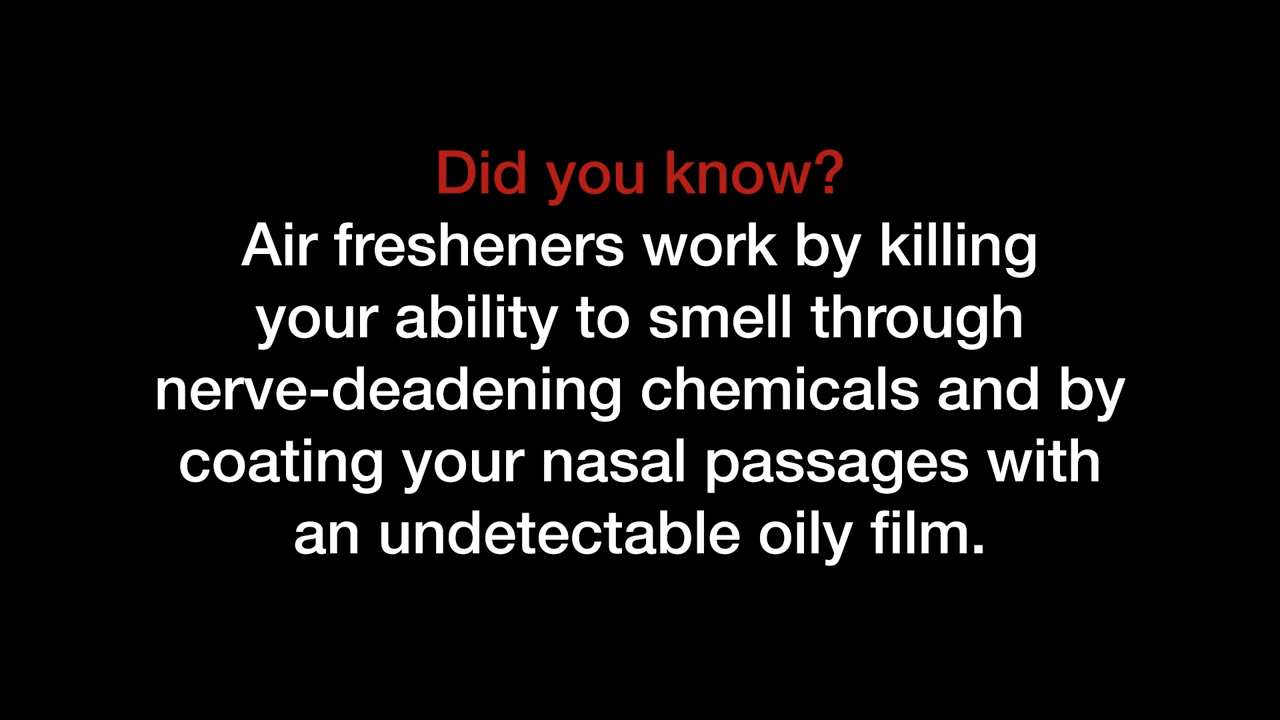 Did you know?
Air fresheners work by killing
your ability to smell through
nerve-deadening chemicals and by
coating your nasal passages with
an undetectable oily film.